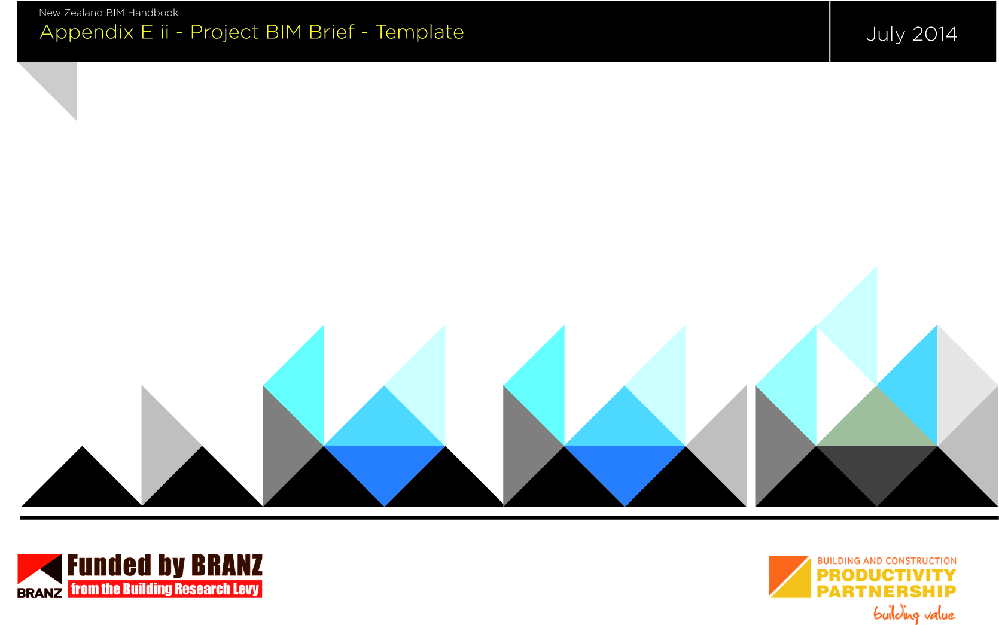 New Zealand BIM Handbook
Appendix E ii - Project BIM Brief - Template
July 2014
BRANZ
Funded by BRANZ
from the Building Research Levy
BUILDING AND CONSTRUCTION
PRODUCTIVITY
PARTNERSHIP
building value